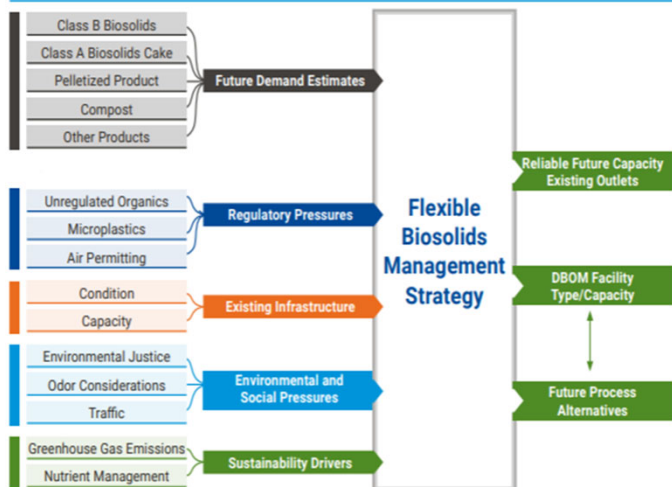 Class B Biosolids
Class A Biosolids Cake
Pelletized Product
Compost
Other Products
Future Demand Estimates
Unregulated Organics
Microplastics
Air Permitting
Regulatory Pressures
Condition
Capacity
Existing Infrastructure
Environmental Justice
Odor Considerations
Traffic
Environmental and
Social Pressures
Greenhouse Gas Emissions
Nutrient Management
Sustainability Drivers
Flexible
Biosolids
Management
Strategy
Reliable Future Capacity
Existing Outlets
DBOM Facility
Type/Capacity
Future Process
Alternatives